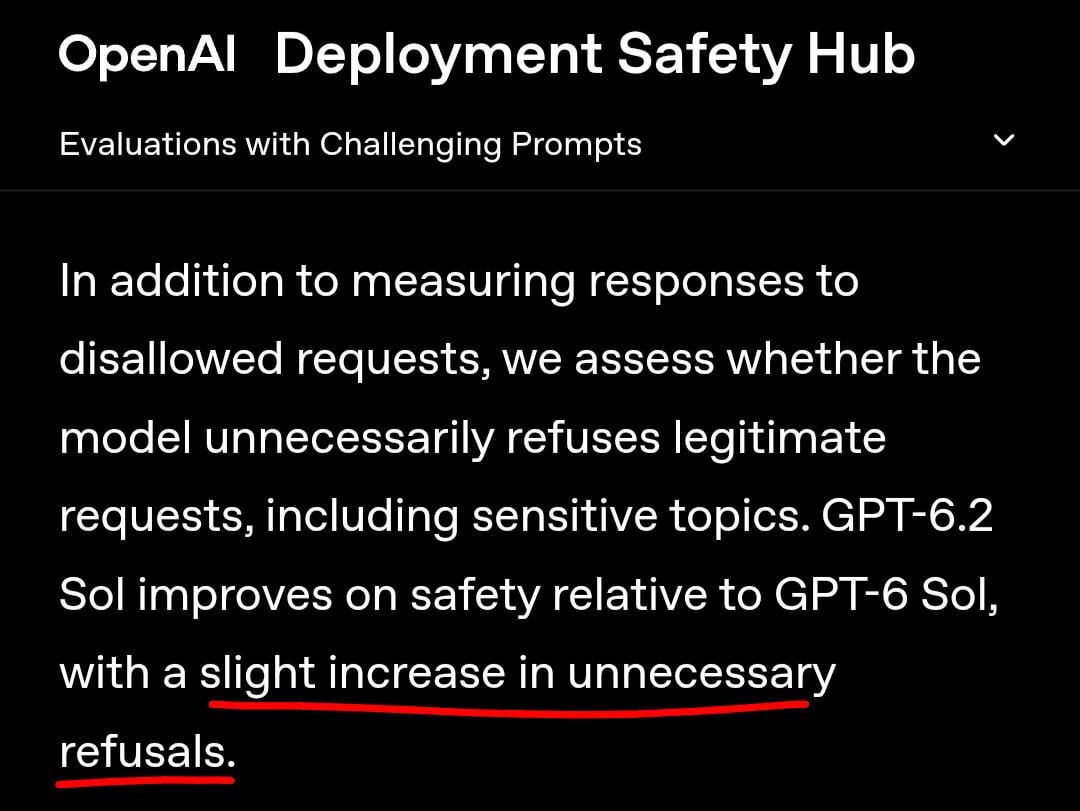 OpenAI Deployment Safety Hub
Evaluations with Challenging Prompts
In addition to measuring responses to
disallowed requests, we assess whether the
model unnecessarily refuses legitimate
requests, including sensitive topics. GPT-6.2
Sol improves on safety relative to GPT-6 Sol,
with a slight increase in unnecessary
refusals.